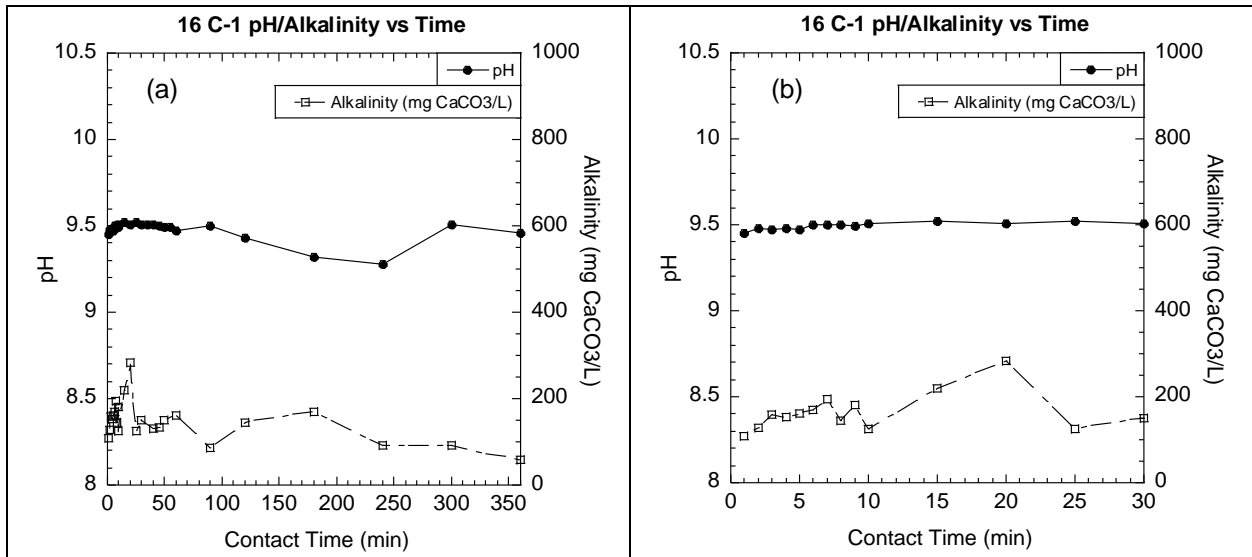 16 C-1 pH/Alkalinity vs Time
(a)
pH
Alkalinity (mg CaCO3/L)
10.5
10
9.5
9
8.5
8
pH
1000
800
600
400
200
0
Alkalinity (mg CaCO3/L)
0 50 100 150 200 250 300 350
Contact Time (min)
16 C-1 pH/Alkalinity vs Time
(b)
pH
Alkalinity (mg CaCO3/L)
10.5
10
9.5
9
8.5
8
pH
1000
800
600
400
200
0
Alkalinity (mg CaCO3/L)
0 5 10 15 20 25 30
Contact Time (min)